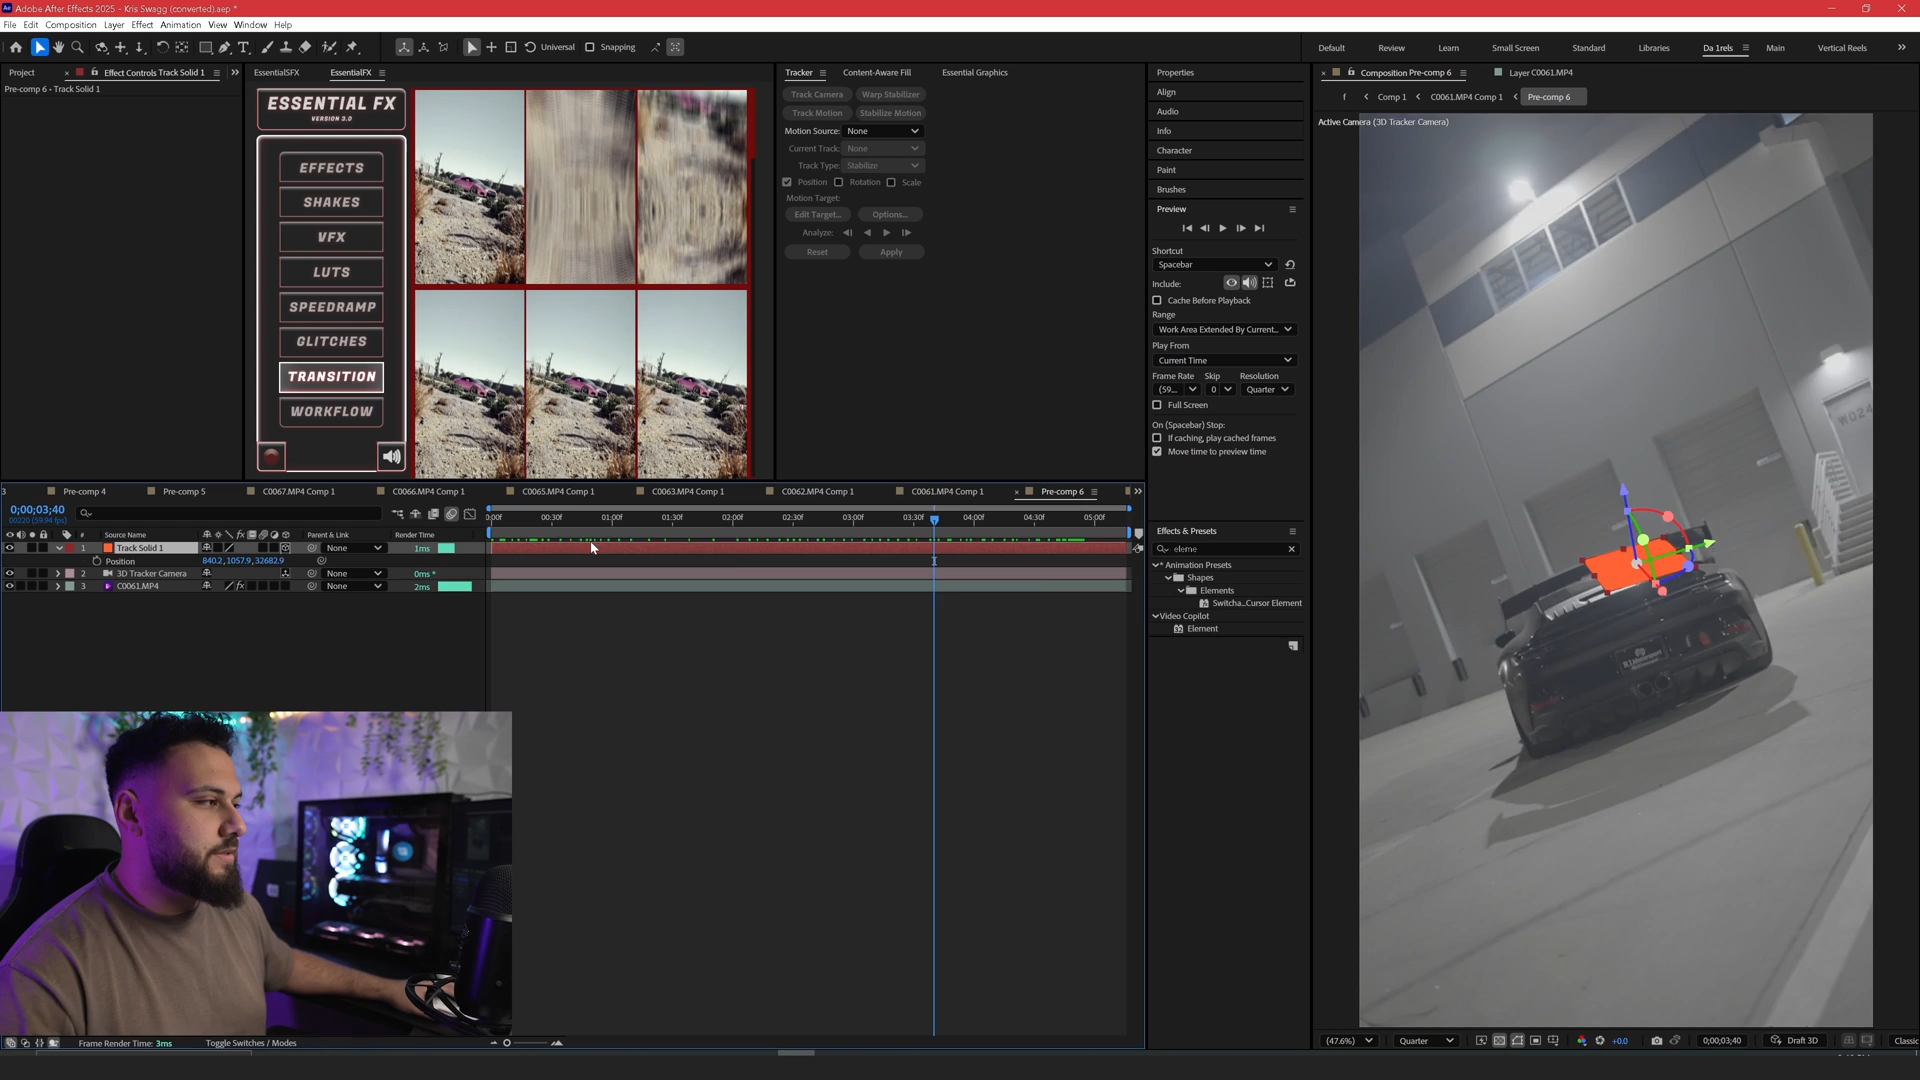 Adobe After Effects 2025 - Kris Swagg (converted).aep *
File Edit Composition Layer Effect Animation View Window Help
Universal Snapping
Default Review Learn Small Screen Standard Libraries Da 1rels Main Vertical Reels
Project Effect Controls Track Solid 1
Pre-comp 6 • Track Solid 1
EssentialSFX EssentialFX
ESSENTIAL FX
VERSION 3.0
EFFECTS
SHAKES
VFX
LUTS
SPEEDRAMP
GLITCHES
TRANSITION
WORKFLOW
Tracker Content-Aware Fill Essential Graphics
Track Camera Warp Stabilizer
Track Motion Stabilize Motion
Motion Source: None
Current Track: None
Track Type: Stabilize
Position Rotation Scale
Motion Target:
Edit Target... Options...
Analyze:
Reset Apply
Properties
Align
Audio
Info
Character
Paint
Brushes
Preview
Shortcut
Spacebar
Include:
Cache Before Playback
Range
Work Area Extended By Current...
Play From
Current Time
Frame Rate Skip Resolution
(59... 0 Quarter
Full Screen
On (Spacebar) Stop:
If caching, play cached frames
Move time to preview time
Effects & Presets
eleme
* Animation Presets
Shapes
Elements
Switcha...Cursor Element
Video Copilot
Element
Composition Pre-comp 6 Layer C0061.MP4
f Comp 1 C0061.MP4 Comp 1 Pre-comp 6
Active Camera (3D Tracker Camera)
W024
(47.6%) Quarter +0.0 0;00;03;40 Draft 3D Classic
3 Pre-comp 4 Pre-comp 5 C0067.MP4 Comp 1 C0066.MP4 Comp 1 C0065.MP4 Comp 1 C0063.MP4 Comp 1 C0062.MP4 Comp 1 C0061.MP4 Comp 1 Pre-comp 6
0;00;03;40
00220 (59.94 fps)
0:00f 00:30f 01:00f 01:30f 02:00f 02:30f 03:00f 03:30f 04:00f 04:30f 05:00f
# Source Name Parent & Link Render Time
1 Track Solid 1 None 1ms
Position 840.2, 1057.9, 32682.9
2 3D Tracker Camera None 0ms *
3 C0061.MP4 None 2ms
Frame Render Time: 3ms Toggle Switches / Modes